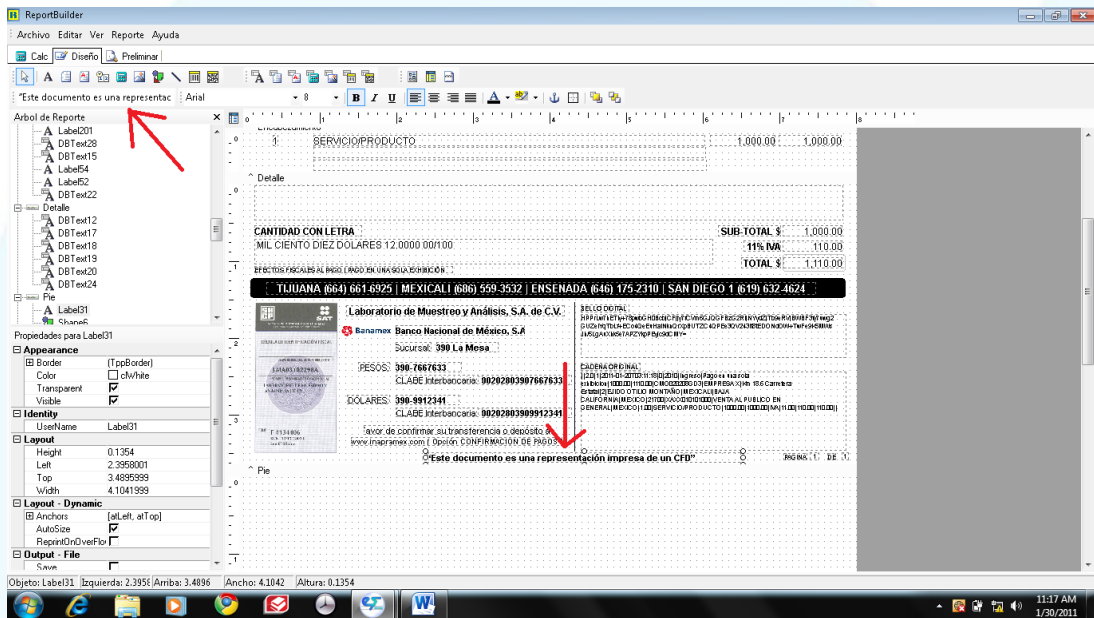 ReportBuilder
Archivo Editar Ver Reporte Ayuda
Calc Diseño Preliminar
"Este documento es una representac Arial 8 B I U
Arbol de Reporte
Label201
DBText28
DBText15
Label54
Label52
DBText22
Detalle
DBText12
DBText17
DBText18
DBText19
DBText20
DBText24
Pie
Label31
Shape6
Propiedades para Label31
Appearance
Border [TppBorder]
Color clWhite
Transparent
Visible
Identity
UserName Label31
Layout
Height 0.1354
Left 2.3958001
Top 3.4895999
Width 4.1041999
Layout - Dynamic
Anchors [atLeft, atTop]
AutoSize
ReprintOnOverFlo
Output - File
Save
Encabezamiento
1 SERVICIO/PRODUCTO 1,000.00 1,000.00
Detalle
CANTIDAD CON LETRA SUB-TOTAL $ 1,000.00
MIL CIENTO DIEZ DOLARES 12.0000 00/100 11% IVA 110.00
TOTAL $ 1,110.00
EFECTOS FISCALES AL PAGO | PAGO EN UNA SOLA EXHIBICIÓN
TIJUANA (664) 661-6925 | MEXICALI (686) 559-3532 | ENSENADA (646) 175-2310 | SAN DIEGO 1 (619) 632-4624
SAT
Laboratorio de Muestreo y Análisis, S.A. de C.V.
Banamex Banco Nacional de México, S.A
Sucursal: 390 La Mesa
PESOS: 390-7667633
CLABE Interbancaria: 00202803907667633
DOLARES: 390-9912341
CLABE Interbancaria: 00202803909912341
favor de confirmar su transferencia o depósito a
www.inapramex.com ( Opción CONFIRMACIÓN DE PAGOS
SELLO DIGITAL
CADENA ORIGINAL
"Este documento es una representación impresa de un CFD"
PAGINA 1 DE 1
Pie
Objeto: Label31 Izquierda: 2.3958 Arriba: 3.4896 Ancho: 4.1042 Altura: 0.1354
11:17 AM
1/30/2011